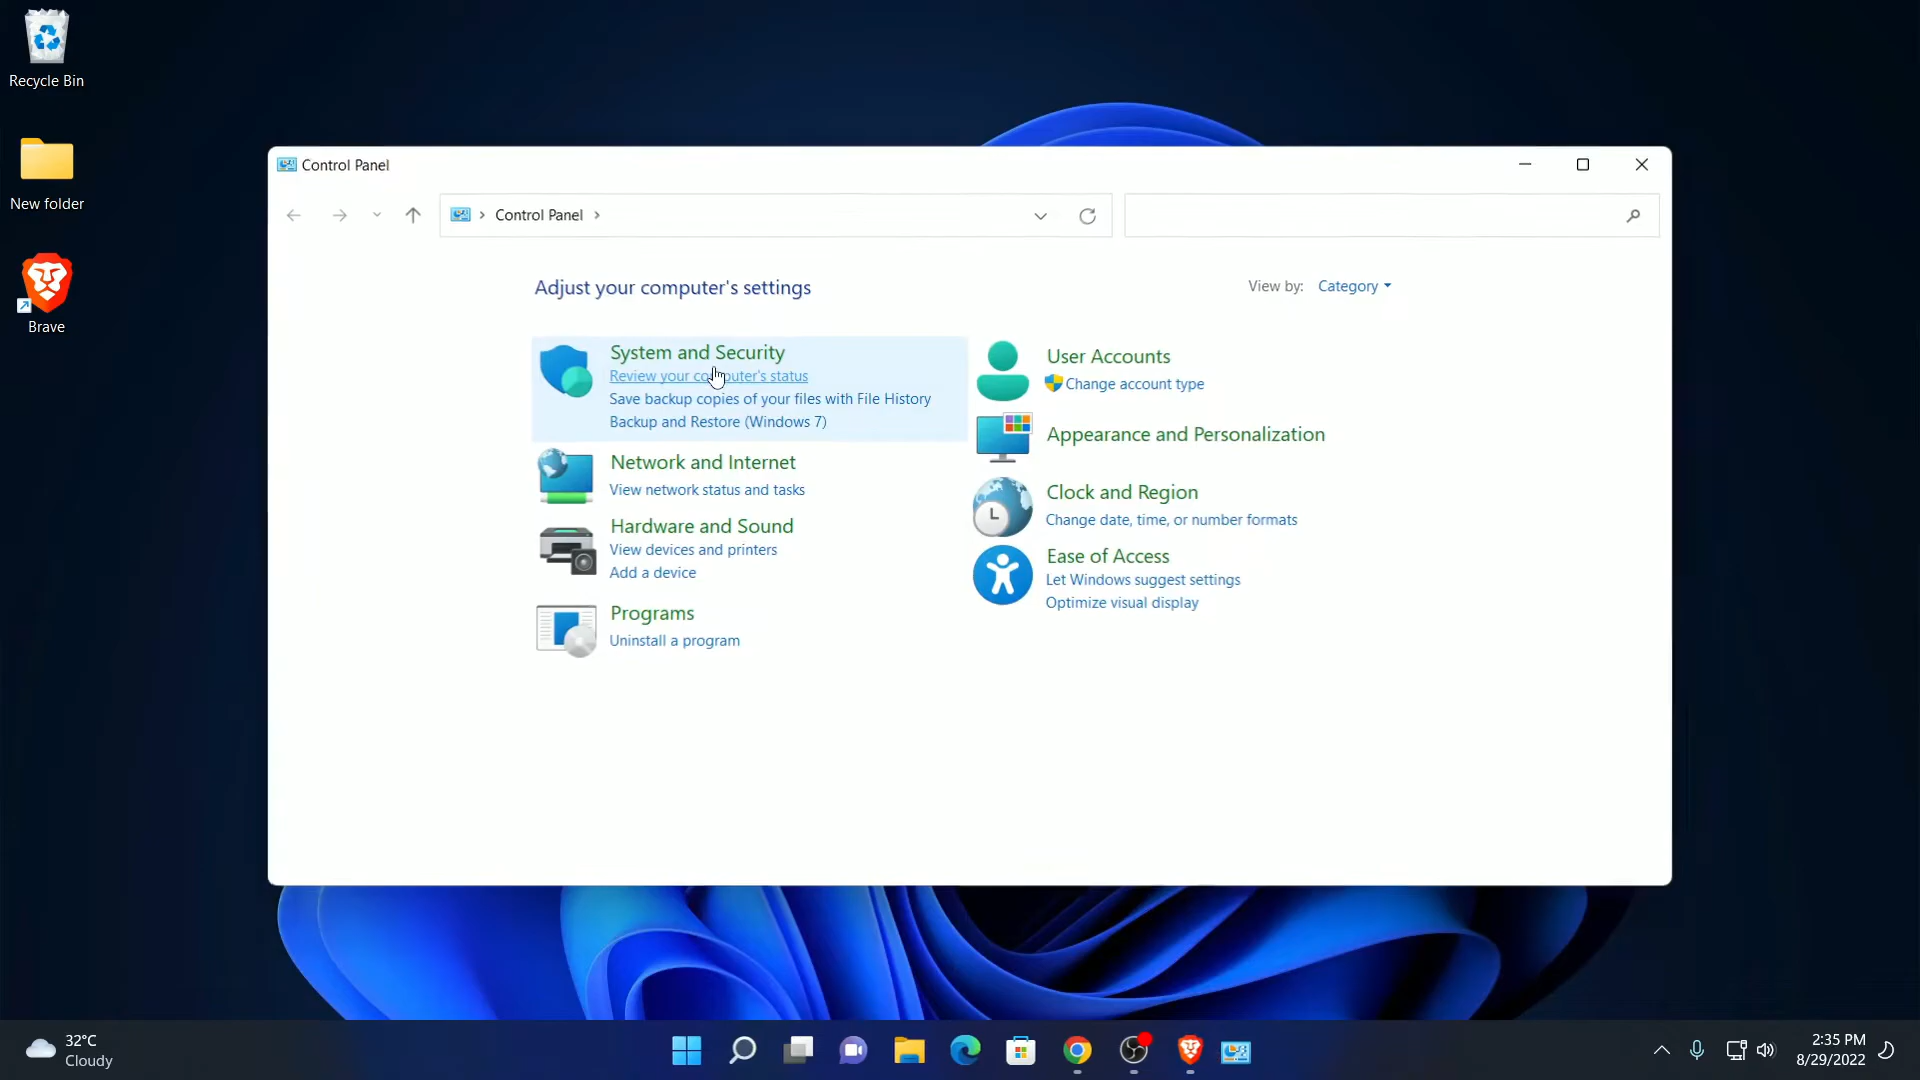 Recycle Bin
New folder
Brave
Control Panel
Control Panel
Adjust your computer's settings
View by: Category
System and Security
Review your computer's status
Save backup copies of your files with File History
Backup and Restore (Windows 7)
Network and Internet
View network status and tasks
Hardware and Sound
View devices and printers
Add a device
Programs
Uninstall a program
User Accounts
Change account type
Appearance and Personalization
Clock and Region
Change date, time, or number formats
Ease of Access
Let Windows suggest settings
Optimize visual display
32°C
Cloudy
2:35 PM
8/29/2022